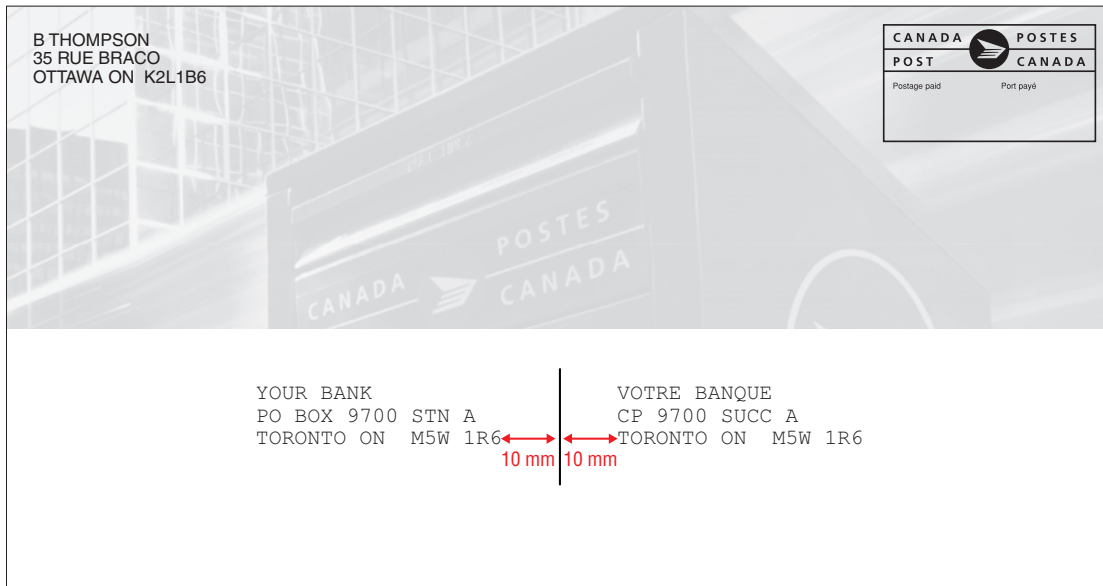 B THOMPSON
35 RUE BRACO
OTTAWA ON  K2L1B6
CANADA POSTES
POST CANADA
Postage paid Port payé
POSTES
CANADA CANADA
YOUR BANK
PO BOX 9700 STN A
TORONTO ON  M5W 1R6
10 mm
VOTRE BANQUE
CP 9700 SUCC A
TORONTO ON  M5W 1R6
10 mm